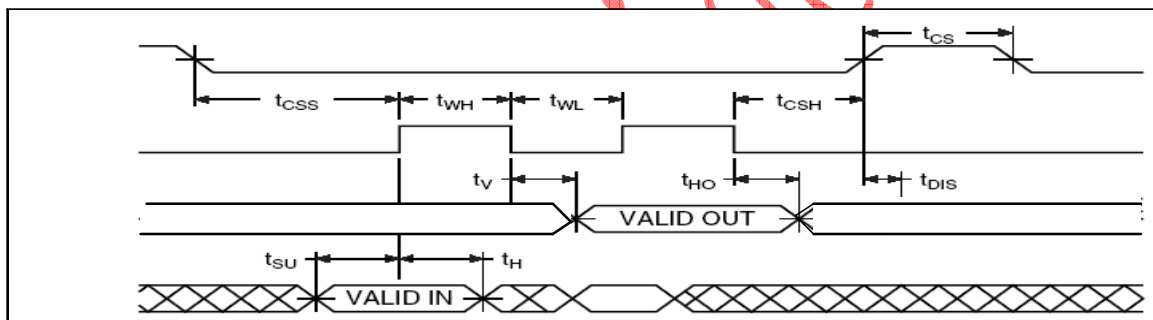 tCS
tCSS tWH tWL tCSH
tV tHO tDIS
VALID OUT
tSU tH
VALID IN